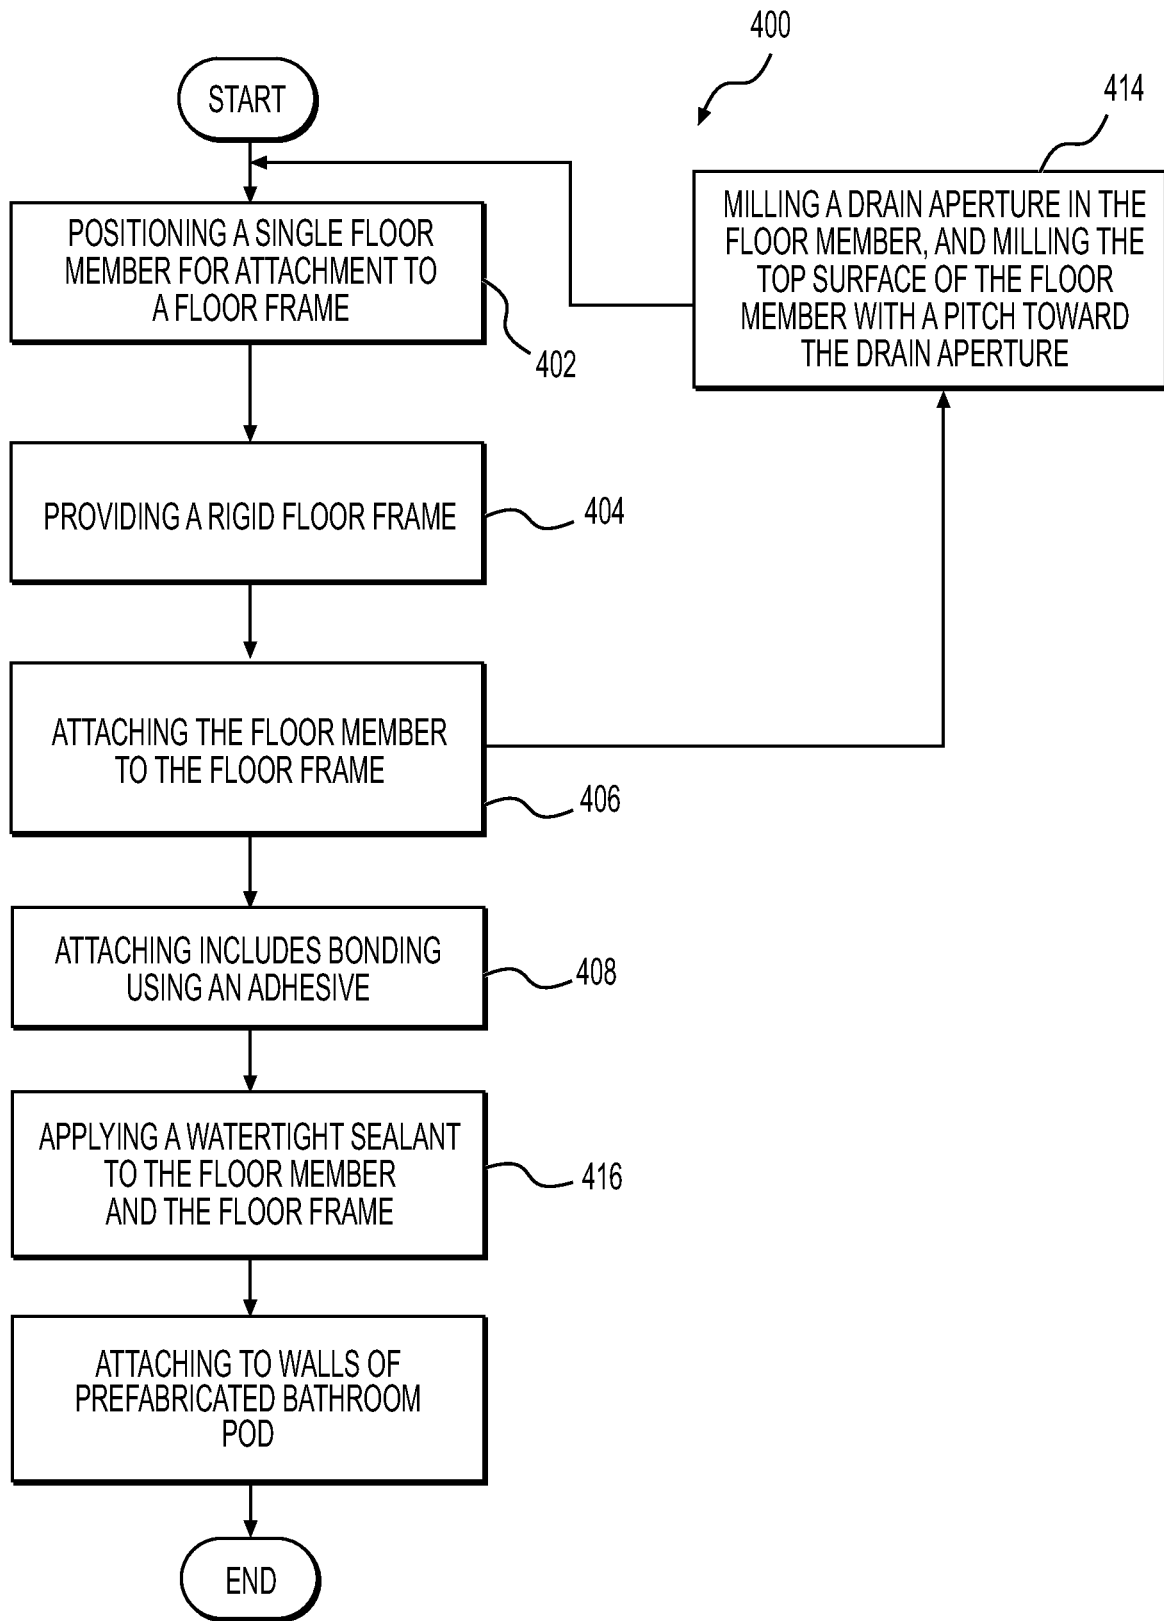 400
START
414
MILLING A DRAIN APERTURE IN THE
FLOOR MEMBER, AND MILLING THE
TOP SURFACE OF THE FLOOR
MEMBER WITH A PITCH TOWARD
THE DRAIN APERTURE
POSITIONING A SINGLE FLOOR
MEMBER FOR ATTACHMENT TO
A FLOOR FRAME
402
PROVIDING A RIGID FLOOR FRAME
404
ATTACHING THE FLOOR MEMBER
TO THE FLOOR FRAME
406
ATTACHING INCLUDES BONDING
USING AN ADHESIVE
408
APPLYING A WATERTIGHT SEALANT
TO THE FLOOR MEMBER
AND THE FLOOR FRAME
416
ATTACHING TO WALLS OF
PREFABRICATED BATHROOM
POD
END